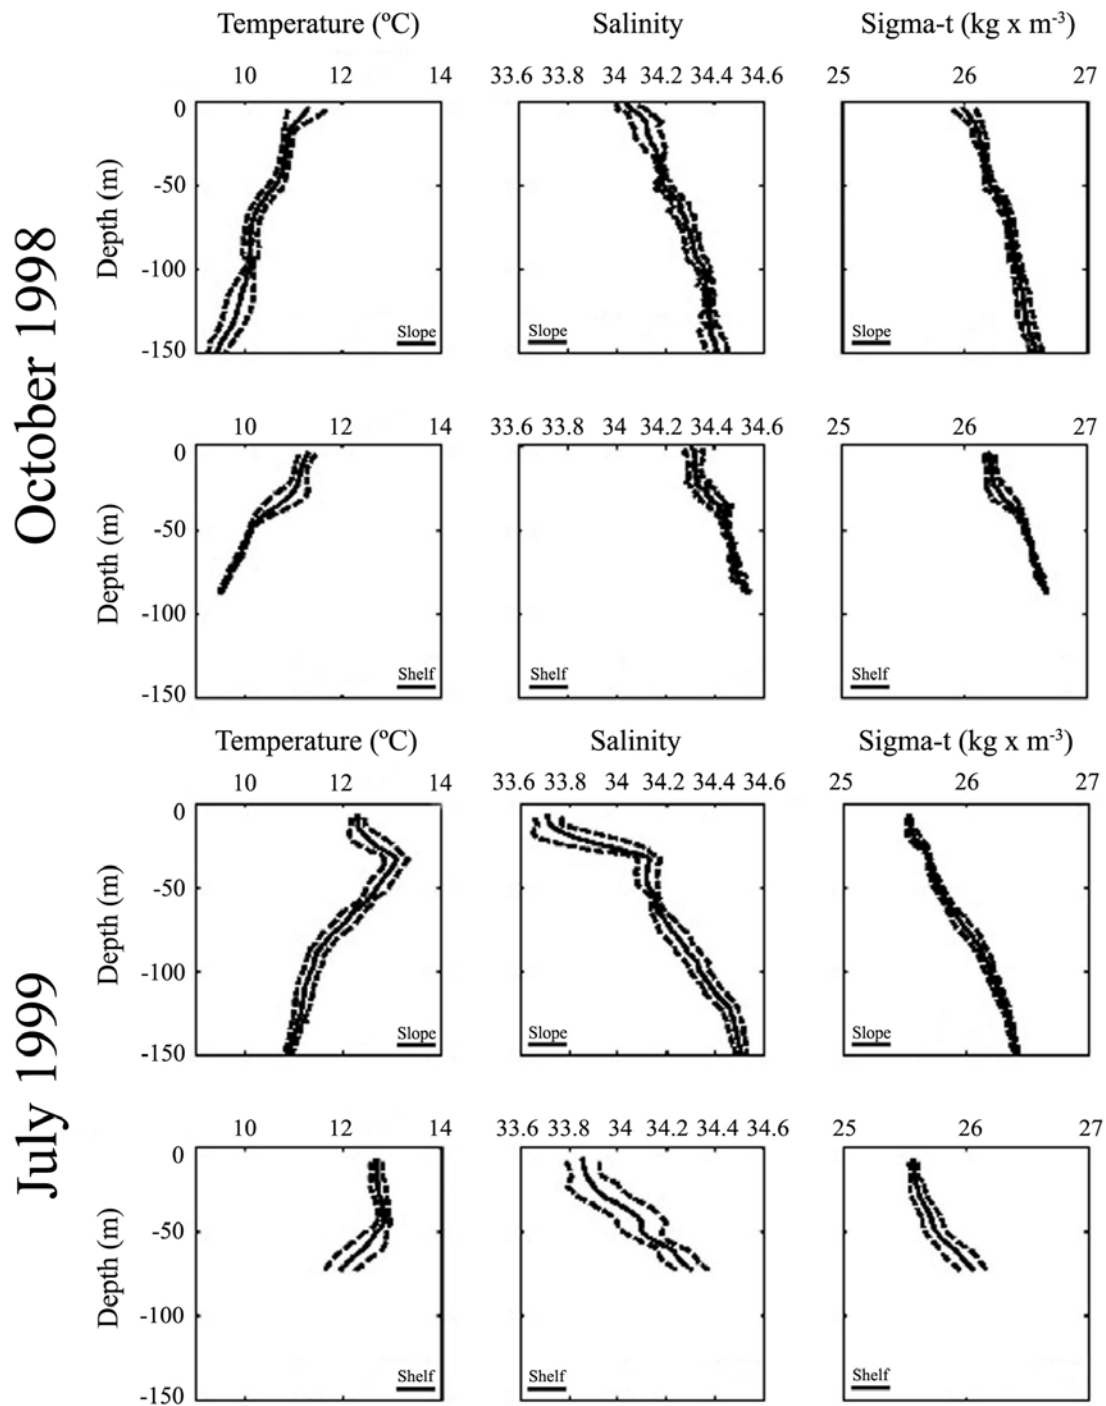 Temperature (ºC) Salinity Sigma-t (kg x m-3)
10 12 14 33.6 33.8 34 34.2 34.4 34.6 25 26 27
October 1998
Depth (m) Depth (m) Depth (m)
0
-50
-100
-150
Slope Slope Slope
10 12 14 33.6 33.8 34 34.2 34.4 34.6 25 26 27
Depth (m) Depth (m) Depth (m)
0
-50
-100
-150
Shelf Shelf Shelf
Temperature (ºC) Salinity Sigma-t (kg x m-3)
10 12 14 33.6 33.8 34 34.2 34.4 34.6 25 26 27
July 1999
Depth (m)
0
-50
-100
-150
Slope Slope Slope
10 12 14 33.6 33.8 34 34.2 34.4 34.6 25 26 27
Depth (m)
0
-50
-100
-150
Shelf Shelf Shelf